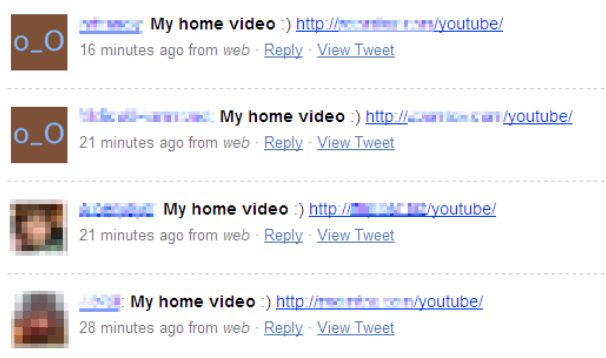 o_O
My home video :) http:// /youtube/
16 minutes ago from web · Reply · View Tweet
o_O
: My home video :) http:// /youtube/
21 minutes ago from web · Reply · View Tweet
My home video :) http:// /youtube/
21 minutes ago from web · Reply · View Tweet
: My home video :) http:// /youtube/
28 minutes ago from web · Reply · View Tweet